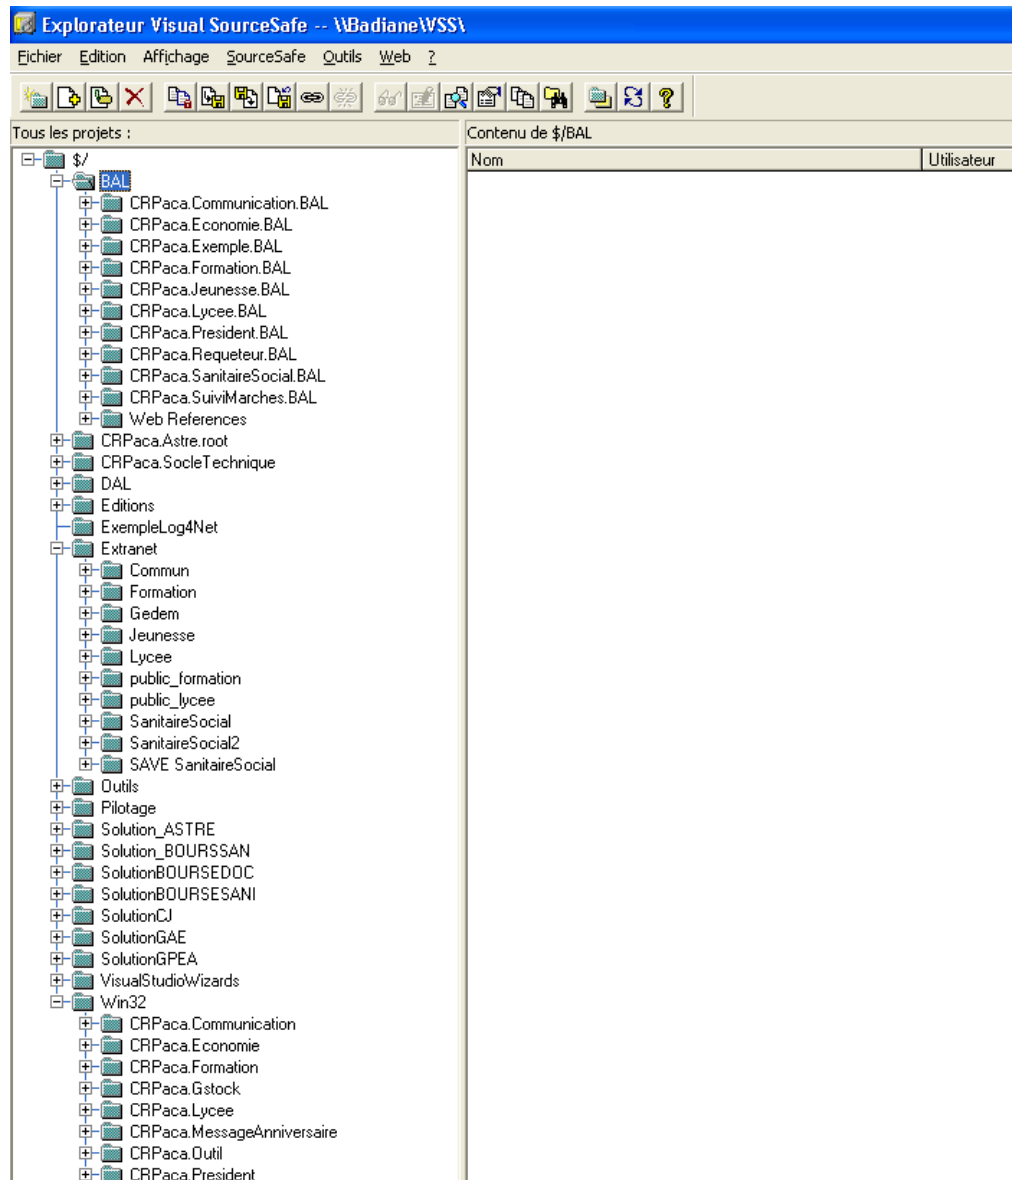 Explorateur Visual SourceSafe -- \\Badiane\VSS\
Fichier Edition Affichage SourceSafe Outils Web ?
Tous les projets :
Contenu de $/BAL
Nom
Utilisateur
$/
BAL
CRPaca.Communication.BAL
CRPaca.Economie.BAL
CRPaca.Exemple.BAL
CRPaca.Formation.BAL
CRPaca.Jeunesse.BAL
CRPaca.Lycee.BAL
CRPaca.President.BAL
CRPaca.Requeteur.BAL
CRPaca.SanitaireSocial.BAL
CRPaca.SuiviMarches.BAL
Web References
CRPaca.Astre.root
CRPaca.SocleTechnique
DAL
Editions
ExempleLog4Net
Extranet
Commun
Formation
Gedem
Jeunesse
Lycee
public_formation
public_lycee
SanitaireSocial
SanitaireSocial2
SAVE SanitaireSocial
Outils
Pilotage
Solution_ASTRE
Solution_BOURSSAN
SolutionBOURSEDOC
SolutionBOURSESANI
SolutionCJ
SolutionGAE
SolutionGPEA
VisualStudioWizards
Win32
CRPaca.Communication
CRPaca.Economie
CRPaca.Formation
CRPaca.Gstock
CRPaca.Lycee
CRPaca.MessageAnniversaire
CRPaca.Outil
CRPaca.President